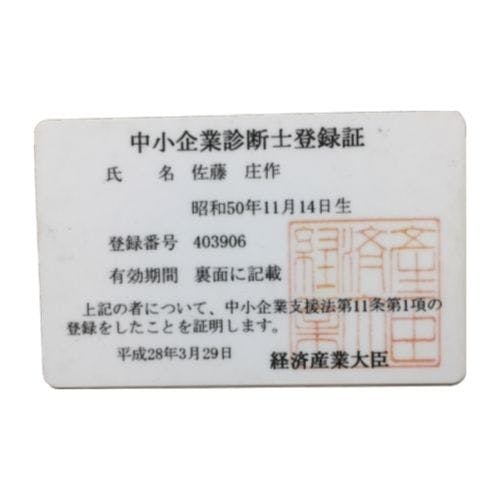 中小企業診断士登録証
氏 名 佐藤 庄作
昭和50年11月14日生
登録番号 403906
有効期間 裏面に記載
上記の者について、中小企業支援法第11条第1項の
登録をしたことを証明します。
平成28年3月29日
経済産業大臣